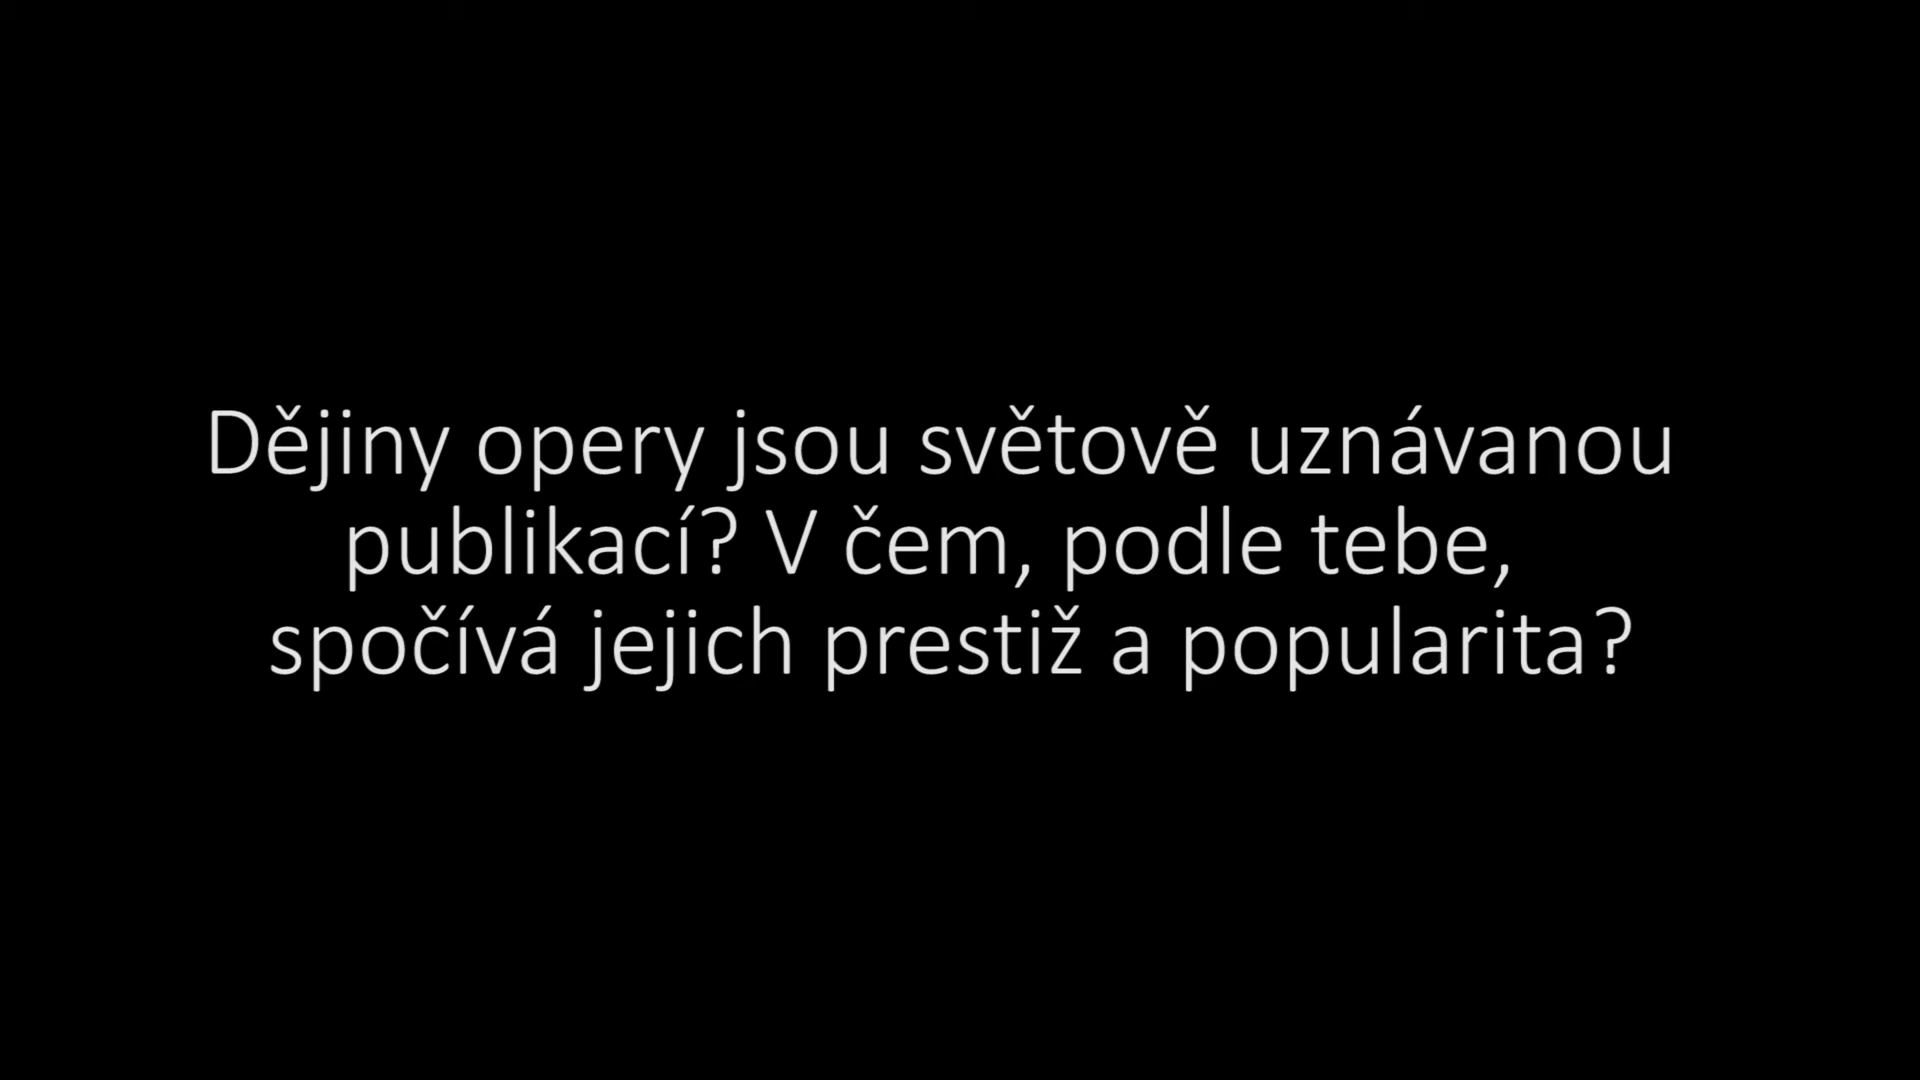 Dějiny opery jsou světově uznávanou
publikací? V čem, podle tebe,
spočívá jejich prestiž a popularita?